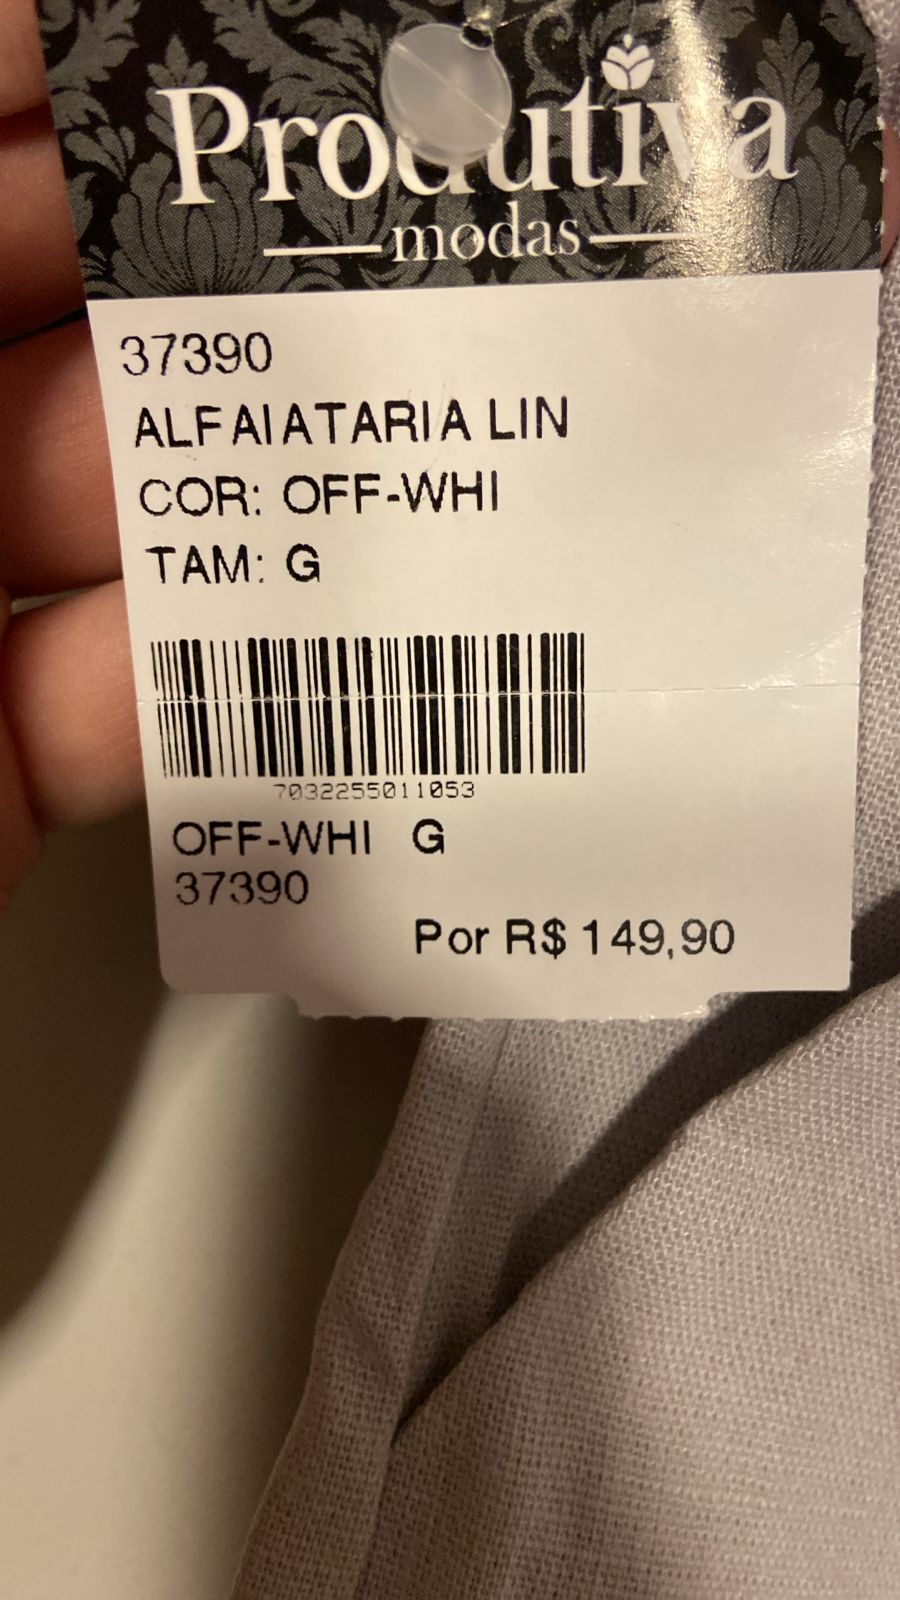 Produtiva
modas
37390
ALFAIATARIA LIN
COR: OFF-WHI
TAM: G
7032255011053
OFF-WHI G
37390
Por R$ 149,90